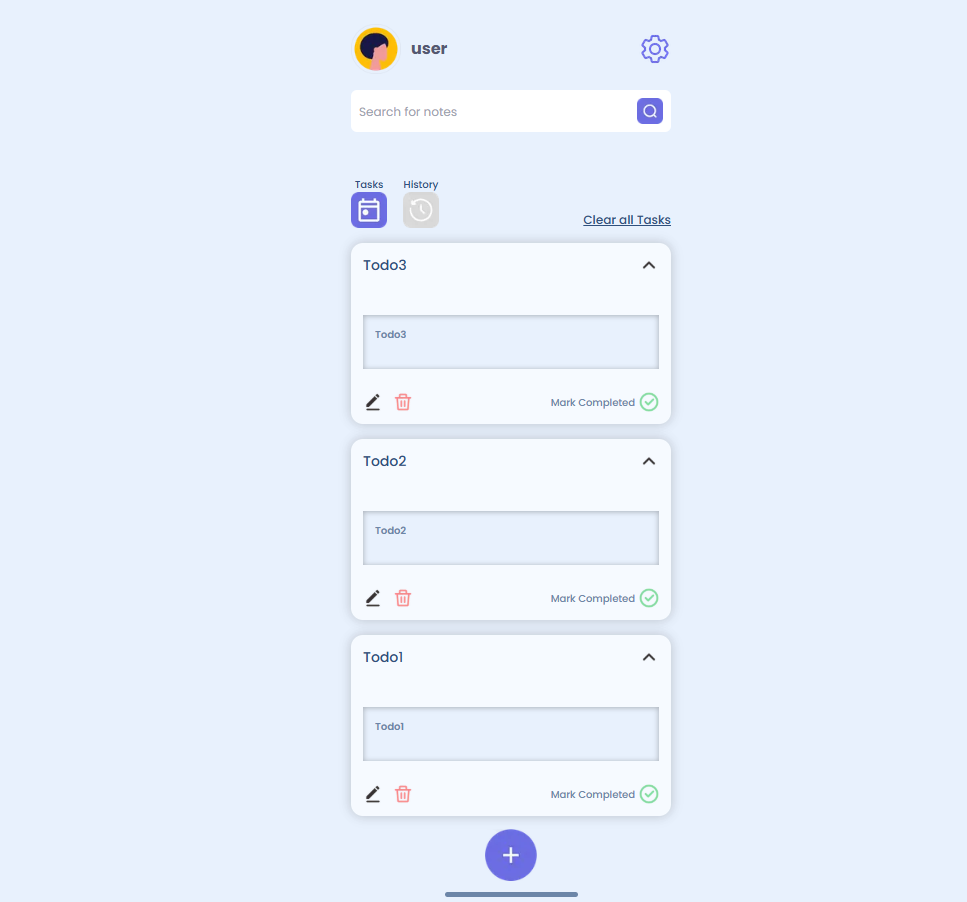 user
Search for notes
Tasks History
Clear all Tasks
Todo3
Todo3
Mark Completed
Todo2
Todo2
Mark Completed
Todo1
Todo1
Mark Completed